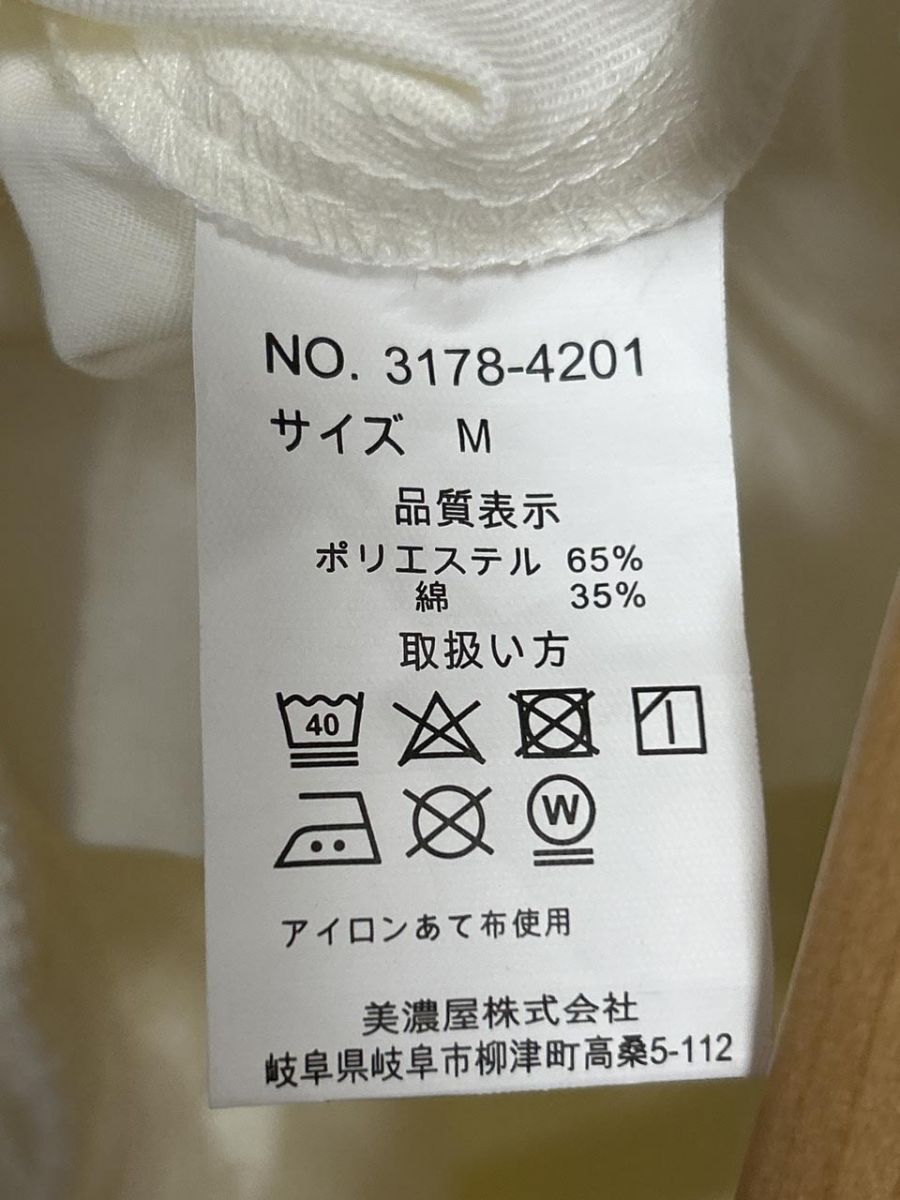 NO. 3178-4201
サイズ M
品質表示
ポリエステル 65%
綿 35%
取扱い方
40
W
アイロンあて布使用
美濃屋株式会社
岐阜県岐阜市柳津町高桑5-112